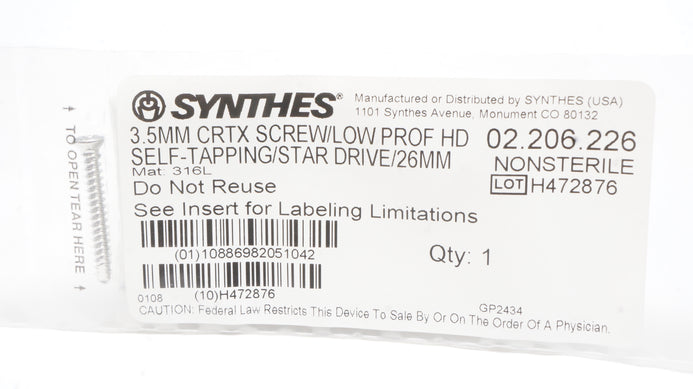 SYNTHES®
Manufactured or Distributed by SYNTHES (USA)
1101 Synthes Avenue, Monument CO 80132
3.5MM CRTX SCREW/LOW PROF HD
02.206.226
SELF-TAPPING/STAR DRIVE/26MM
NONSTERILE
Mat: 316L
LOT H472876
Do Not Reuse
See Insert for Labeling Limitations
(01)10886982051042
Qty: 1
(10)H472876
0108
GP2434
CAUTION: Federal Law Restricts This Device To Sale By Or On The Order Of A Physician.
↑ TO OPEN TEAR HERE ↑